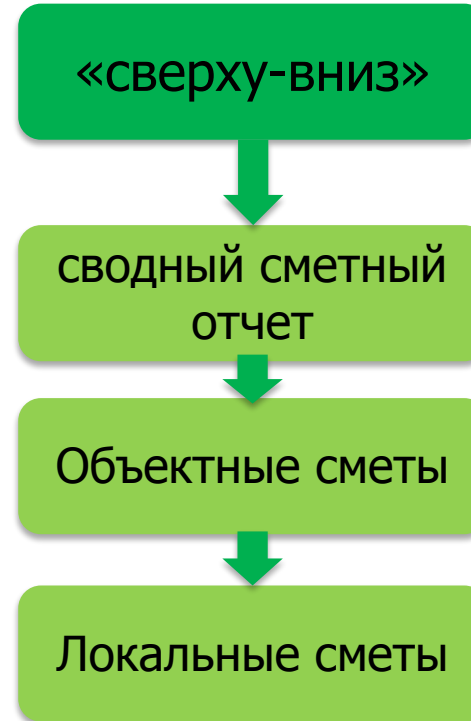 «сверху-вниз»
сводный сметный
отчет
Объектные сметы
Локальные сметы